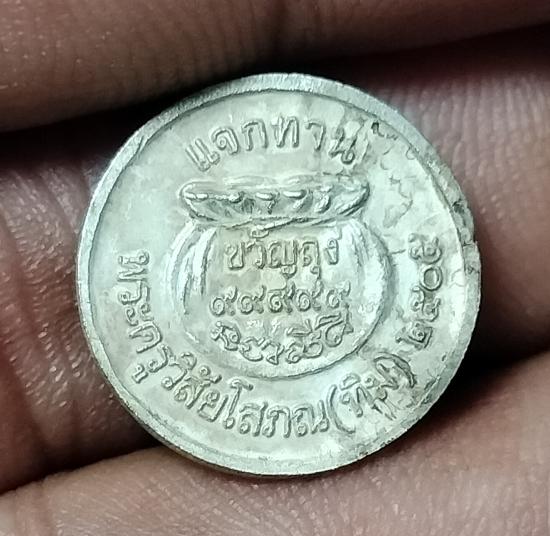 แจกทาน
ขวัญถุง
๙๙๙๙๙
พระครูวิสัยโสภณ(ทิม) ๒๕๐๕